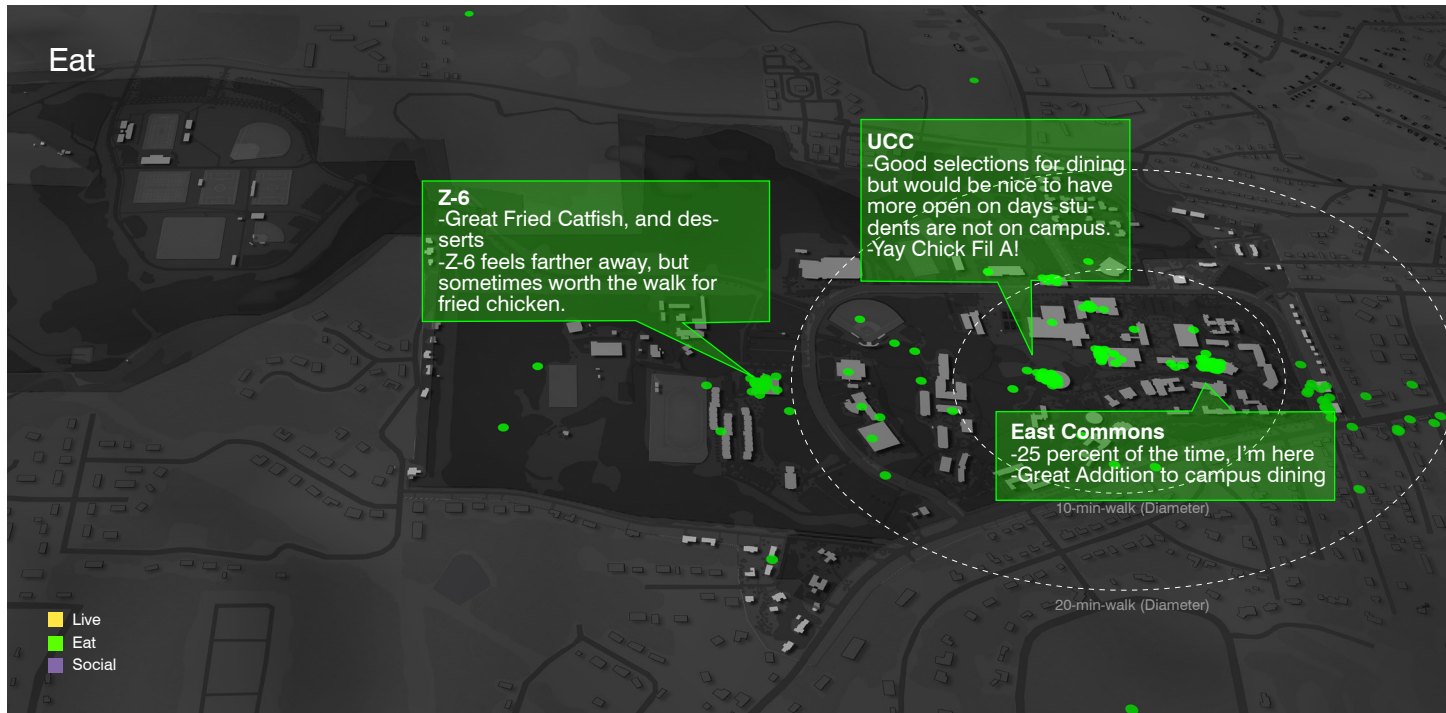 Eat
UCC
-Good selections for dining
but would be nice to have
more open on days stu-
dents are not on campus.
-Yay Chick Fil A!
Z-6
-Great Fried Catfish, and des-
serts
-Z-6 feels farther away, but
sometimes worth the walk for
fried chicken.
East Commons
-25 percent of the time, I'm here
-Great Addition to campus dining
10-min-walk (Diameter)
20-min-walk (Diameter)
Live
Eat
Social